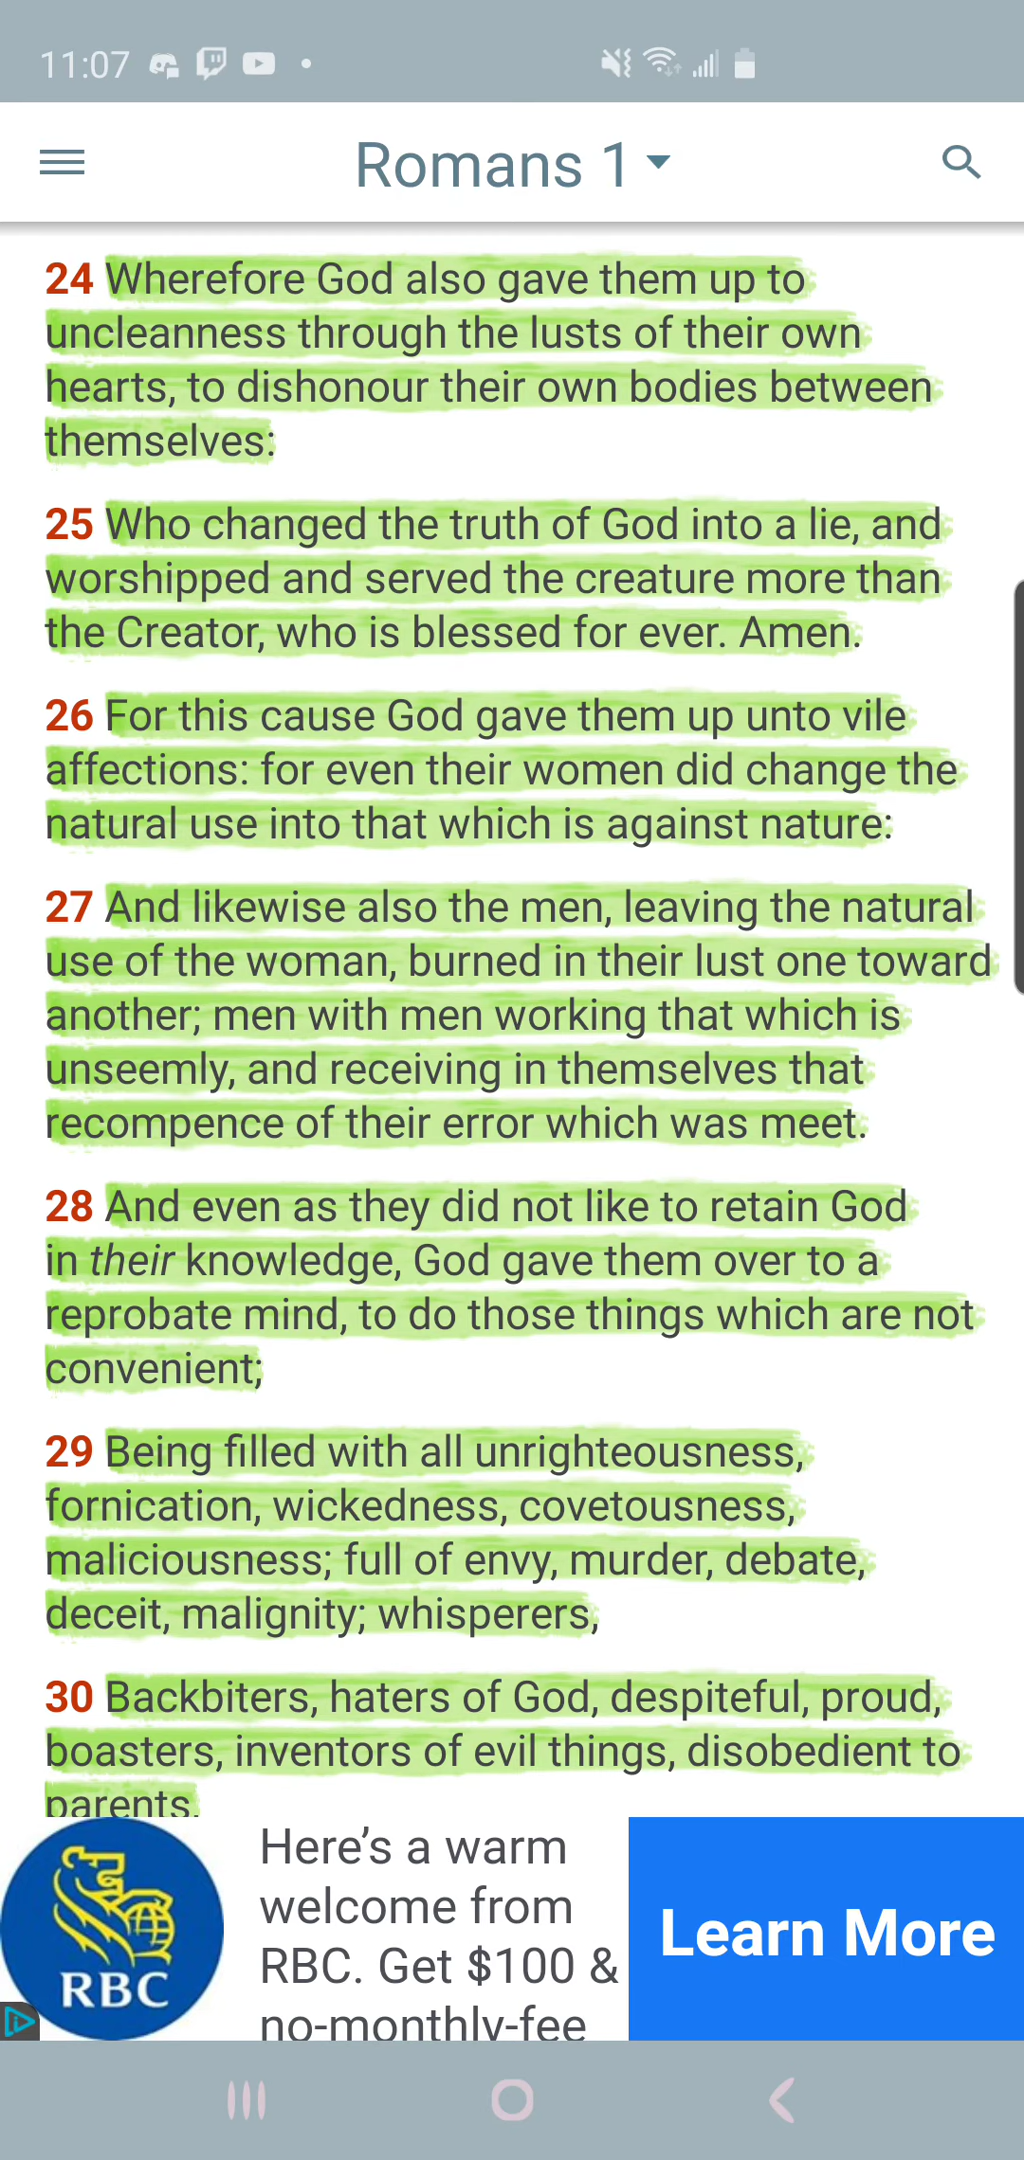 11:07
Romans 1
24 Wherefore God also gave them up to
uncleanness through the lusts of their own
hearts, to dishonour their own bodies between
themselves:
25 Who changed the truth of God into a lie, and
worshipped and served the creature more than
the Creator, who is blessed for ever. Amen.
26 For this cause God gave them up unto vile
affections: for even their women did change the
natural use into that which is against nature:
27 And likewise also the men, leaving the natural
use of the woman, burned in their lust one toward
another; men with men working that which is
unseemly, and receiving in themselves that
recompence of their error which was meet.
28 And even as they did not like to retain God
in their knowledge, God gave them over to a
reprobate mind, to do those things which are not
convenient;
29 Being filled with all unrighteousness,
fornication, wickedness, covetousness,
maliciousness; full of envy, murder, debate,
deceit, malignity; whisperers,
30 Backbiters, haters of God, despiteful, proud,
boasters, inventors of evil things, disobedient to
parents,
RBC
Here's a warm
welcome from
RBC. Get $100 &
no-monthly-fee
Learn More